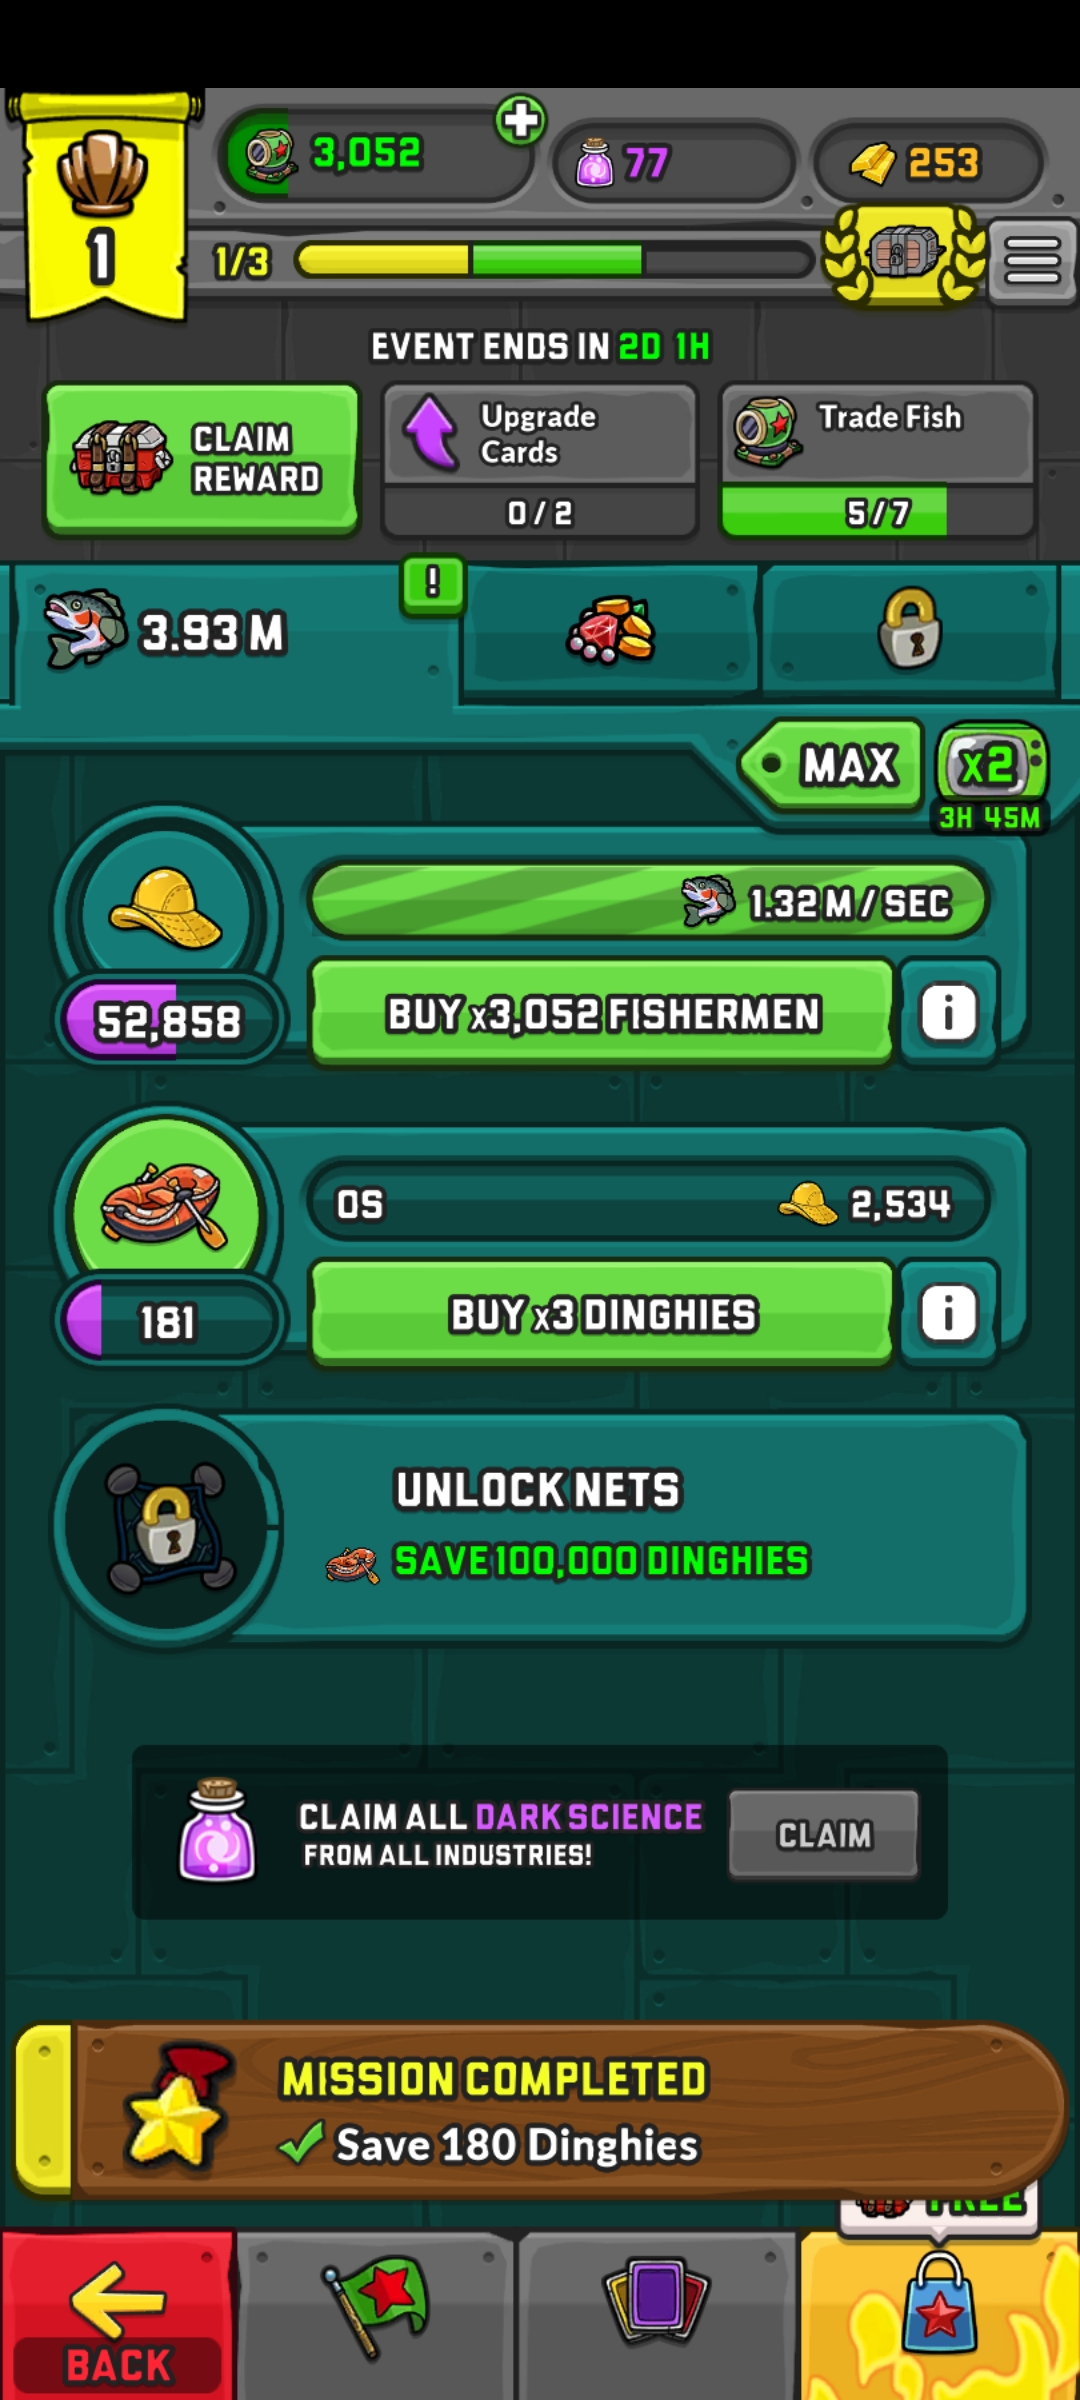 3,052
77
253
1
1/3
EVENT ENDS IN 2D 1H
CLAIM
REWARD
Upgrade
Cards
0/2
Trade Fish
5/7
3.93 M
!
MAX
x2
3H 45M
1.32 M / SEC
52,858
BUY x3,052 FISHERMEN
i
0S
2,534
181
BUY x3 DINGHIES
i
UNLOCK NETS
SAVE 100,000 DINGHIES
CLAIM ALL DARK SCIENCE
FROM ALL INDUSTRIES!
CLAIM
MISSION COMPLETED
Save 180 Dinghies
FREE
BACK